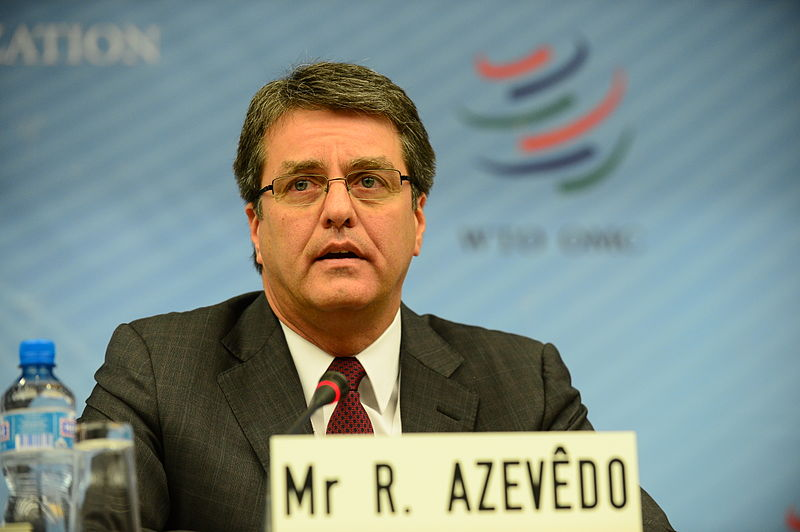 ZATION
WTO OMC
Mr R. AZEVÊDO